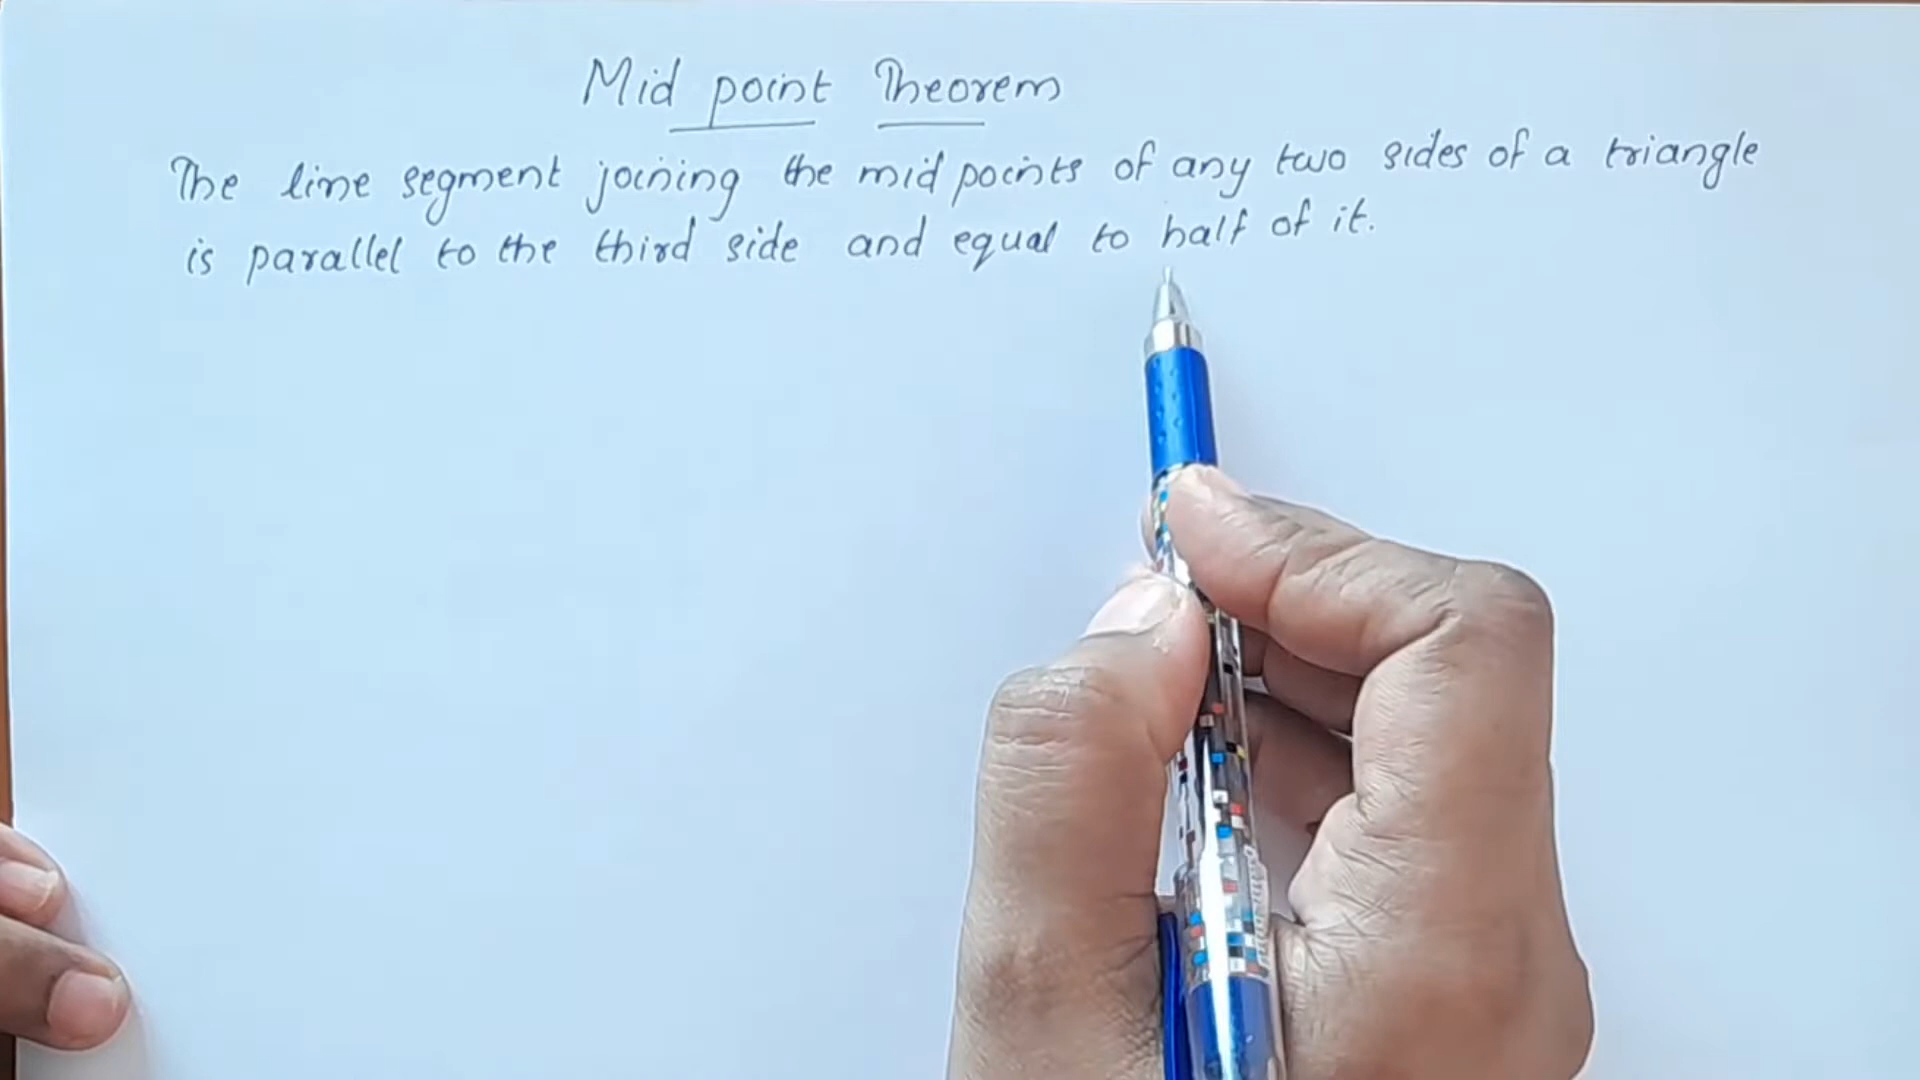 Mid point Theorem
The line segment joining the mid points of any two sides of a triangle
is parallel to the third side and equal to half of it.